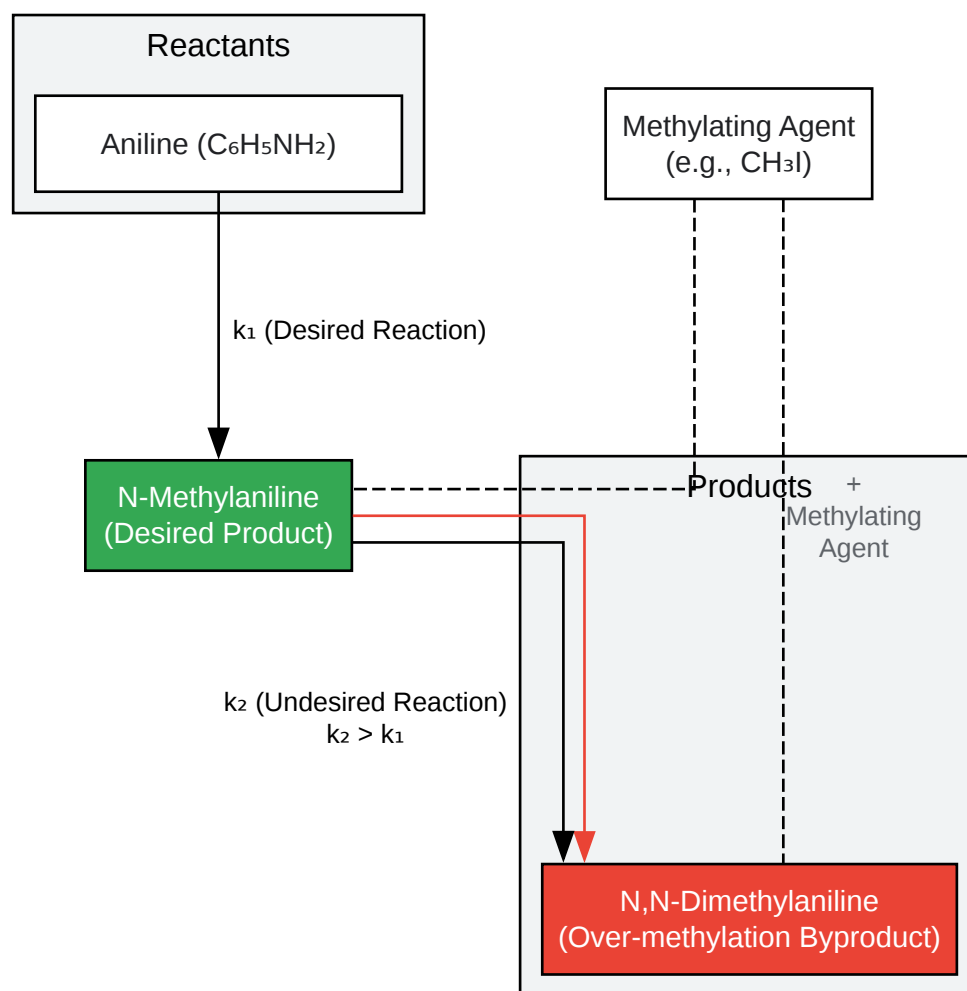 Reactants
Aniline (C₆H₅NH₂)
Methylating Agent
(e.g., CH₃I)
k₁ (Desired Reaction)
N-Methylaniline
(Desired Product)
Products
+
Methylating
Agent
k₂ (Undesired Reaction)
k₂ > k₁
N,N-Dimethylaniline
(Over-methylation Byproduct)